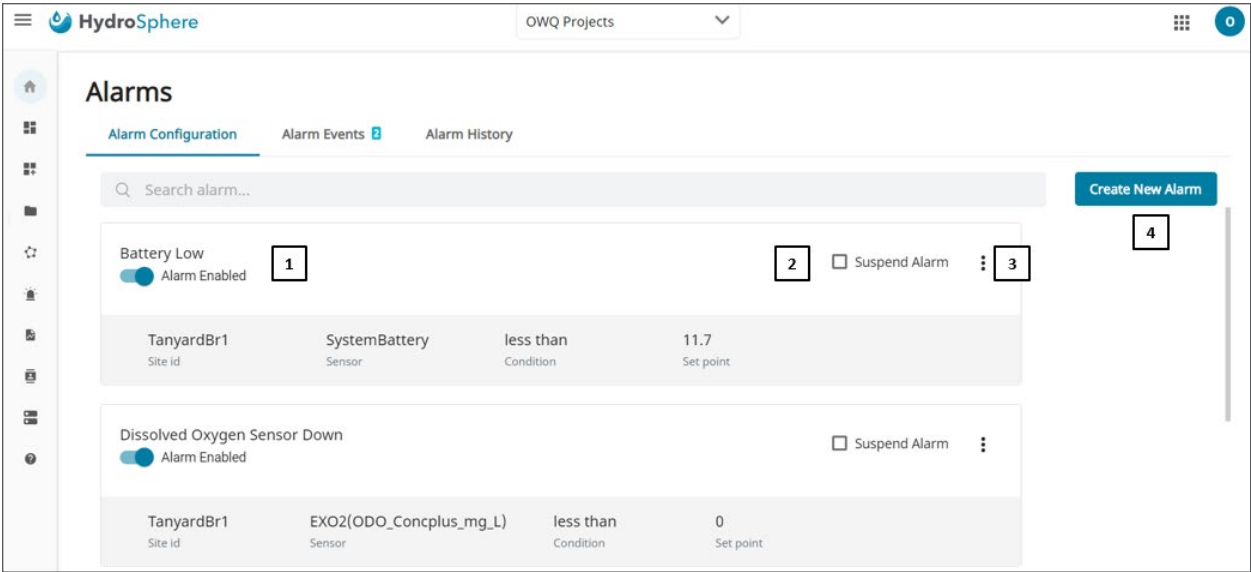 HydroSphere
OWQ Projects
O
Alarms
Alarm Configuration Alarm Events 2 Alarm History
Search alarm...
Create New Alarm
4
Battery Low
Alarm Enabled
1
2
Suspend Alarm
3
TanyardBr1 SystemBattery less than 11.7
Site id Sensor Condition Set point
Dissolved Oxygen Sensor Down
Alarm Enabled
Suspend Alarm
TanyardBr1 EXO2(ODO_Concplus_mg_L) less than 0
Site id Sensor Condition Set point